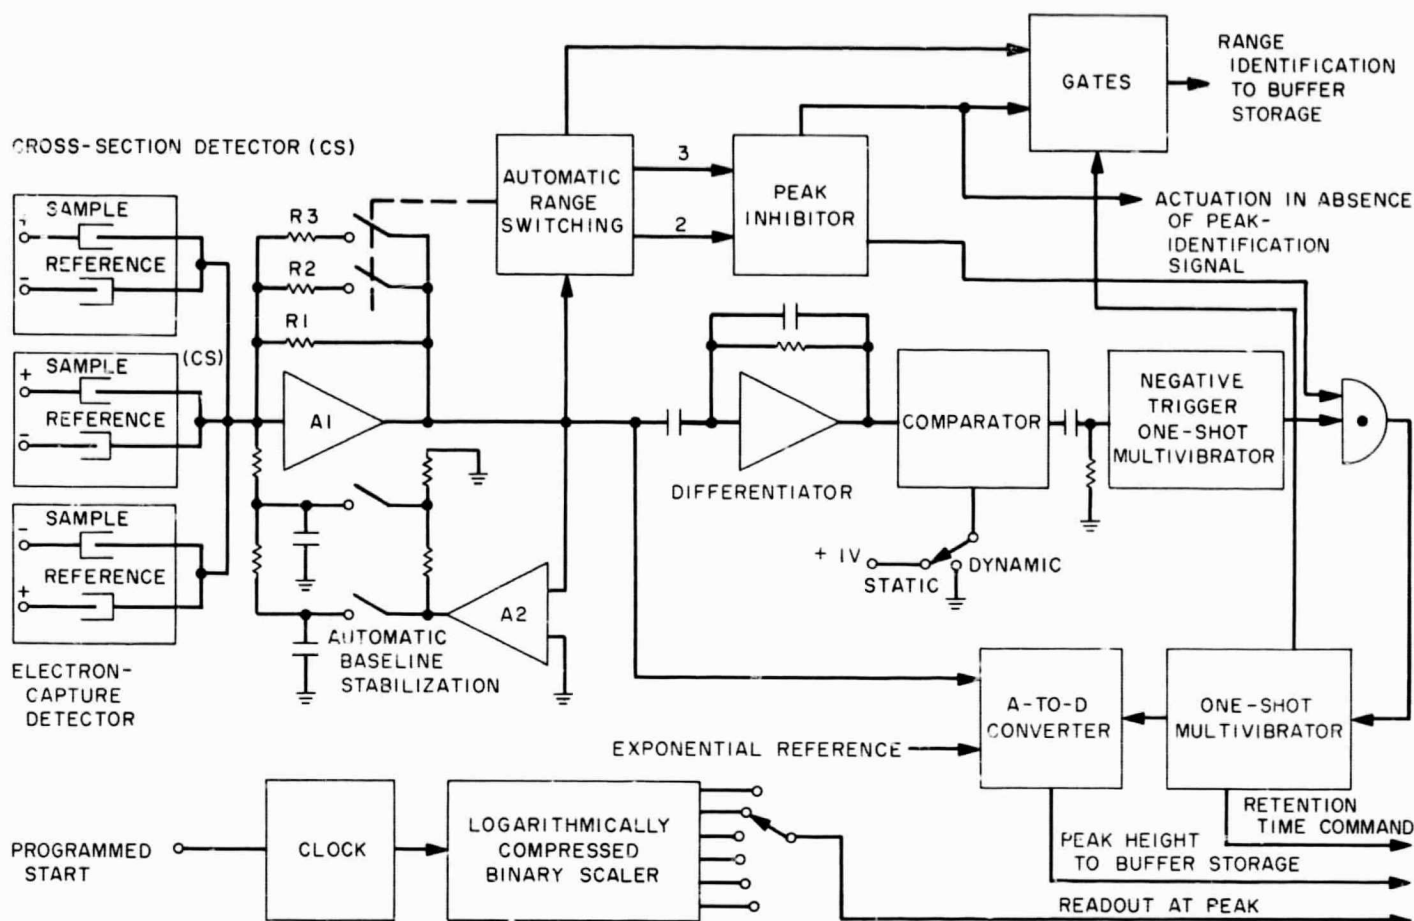 RANGE
IDENTIFICATION
TO BUFFER
STORAGE
GATES
CROSS-SECTION DETECTOR (CS)
3
AUTOMATIC
RANGE
SWITCHING
PEAK
INHIBITOR
2
ACTUATION IN ABSENCE
OF PEAK-
IDENTIFICATION
SIGNAL
SAMPLE
+
REFERENCE
−
R3
R2
R1
(CS)
SAMPLE
+
REFERENCE
−
A1
DIFFERENTIATOR
COMPARATOR
NEGATIVE
TRIGGER
ONE-SHOT
MULTIVIBRATOR
SAMPLE
−
REFERENCE
+
+ 1V
STATIC
DYNAMIC
A2
AUTOMATIC
BASELINE
STABILIZATION
ELECTRON-
CAPTURE
DETECTOR
A-TO-D
CONVERTER
ONE-SHOT
MULTIVIBRATOR
EXPONENTIAL REFERENCE
RETENTION
TIME COMMAND
PROGRAMMED
START
CLOCK
LOGARITHMICALLY
COMPRESSED
BINARY SCALER
PEAK HEIGHT
TO BUFFER STORAGE
READOUT AT PEAK